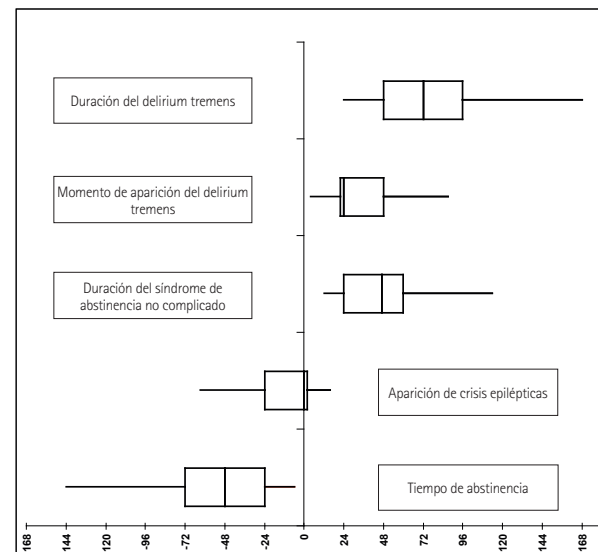 Duración del delirium tremens
Momento de aparición del delirium
tremens
Duración del síndrome de
abstinencia no complicado
Aparición de crisis epilépticas
Tiempo de abstinencia
168
144
-120
-96
-72
-48
-24
0
24
48
72
96
120
144
168